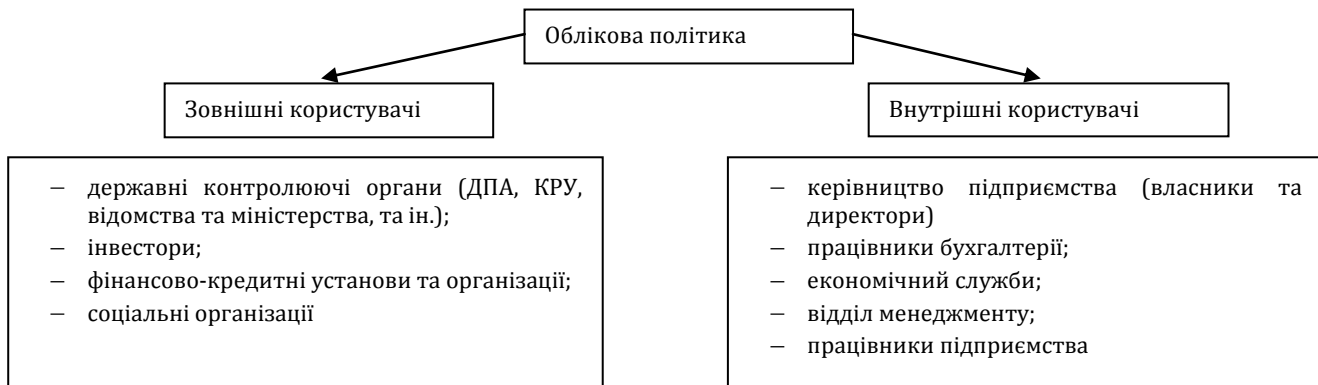 Облікова політика
Зовнішні користувачі
Внутрішні користувачі
– державні контролюючі органи (ДПА, КРУ,
відомства та міністерства, та ін.);
– інвестори;
– фінансово-кредитні установи та організації;
– соціальні організації
– керівництво підприємства (власники та
директори)
– працівники бухгалтерії;
– економічний служби;
– відділ менеджменту;
– працівники підприємства